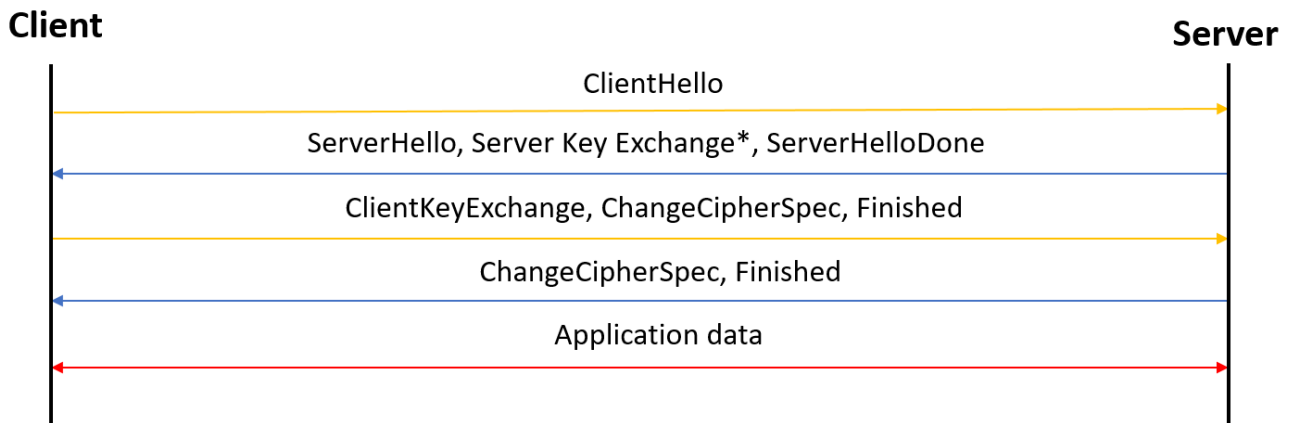 Client
Server
ClientHello
ServerHello, Server Key Exchange*, ServerHelloDone
ClientKeyExchange, ChangeCipherSpec, Finished
ChangeCipherSpec, Finished
Application data